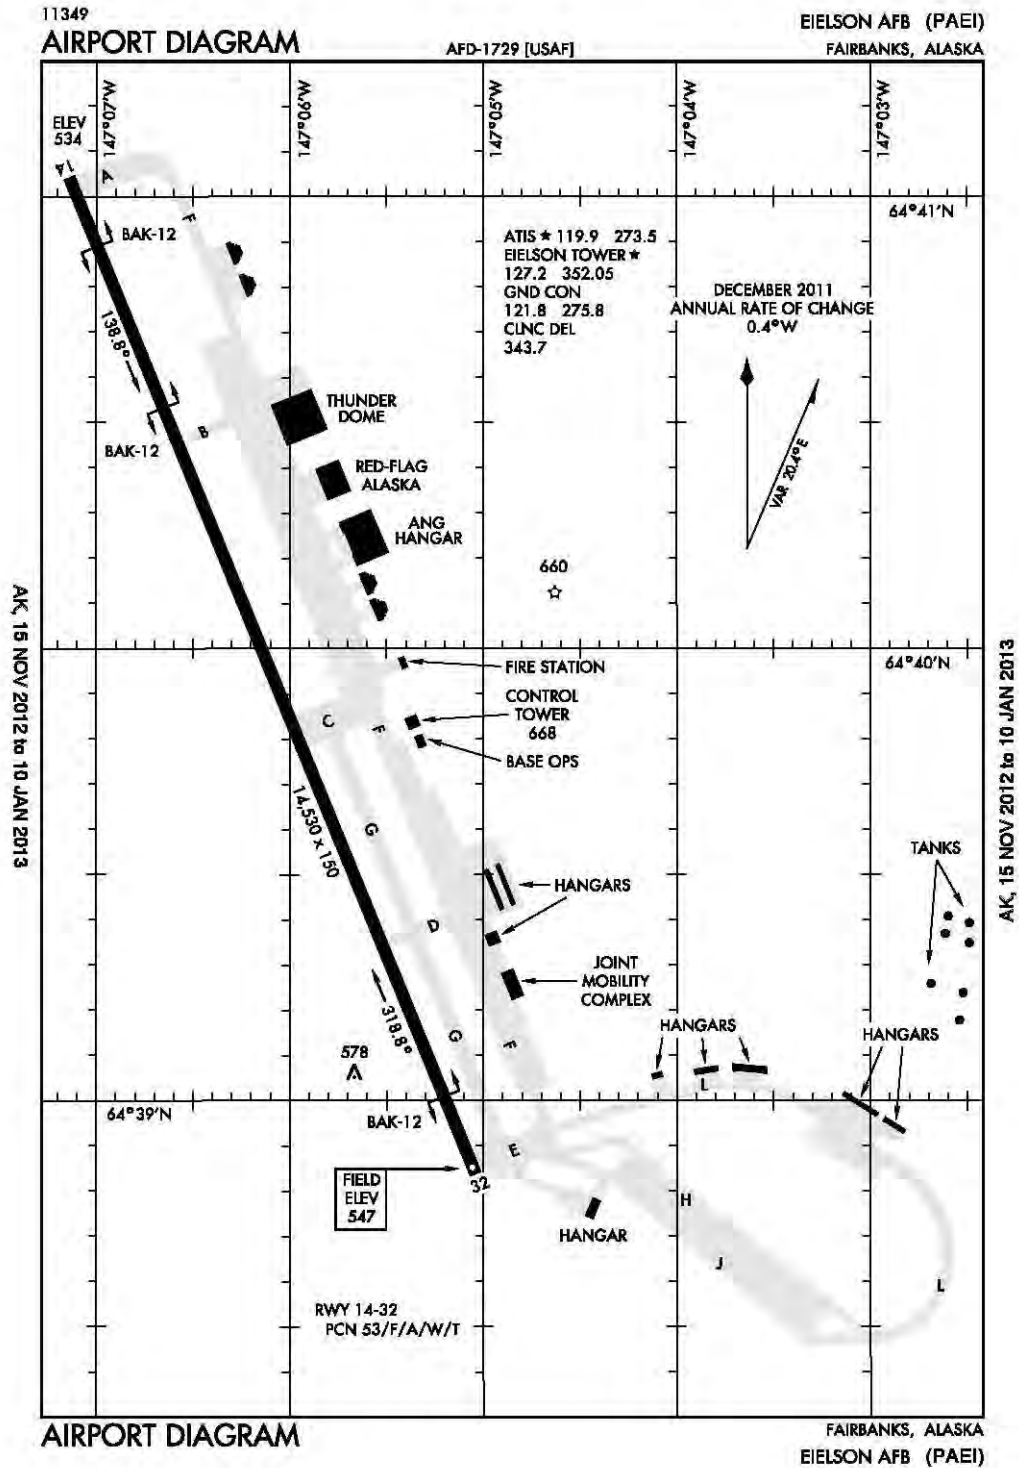 11349
AIRPORT DIAGRAM
AFD-1729 [USAF]
EIELSON AFB (PAEI)
FAIRBANKS, ALASKA
147°07'W
147°06'W
147°05'W
147°04'W
147°03'W
ELEV
534
14
A
F
BAK-12
64°41'N
ATIS ★ 119.9 273.5
EIELSON TOWER ★
127.2 352.05
GND CON
121.8 275.8
CLNC DEL
343.7
DECEMBER 2011
ANNUAL RATE OF CHANGE
0.4°W
VAR 20.4°E
138.8°
BAK-12
B
THUNDER
DOME
RED-FLAG
ALASKA
ANG
HANGAR
660
64°40'N
FIRE STATION
CONTROL
TOWER
668
BASE OPS
C
F
G
14,530 x 150
TANKS
HANGARS
D
JOINT
MOBILITY
COMPLEX
318.8°
G
F
HANGARS
L
HANGARS
578
64°39'N
BAK-12
E
32
FIELD
ELEV
547
HANGAR
H
J
L
RWY 14-32
PCN 53/F/A/W/T
AK, 15 NOV 2012 to 10 JAN 2013
AK, 15 NOV 2012 to 10 JAN 2013
AIRPORT DIAGRAM
FAIRBANKS, ALASKA
EIELSON AFB (PAEI)